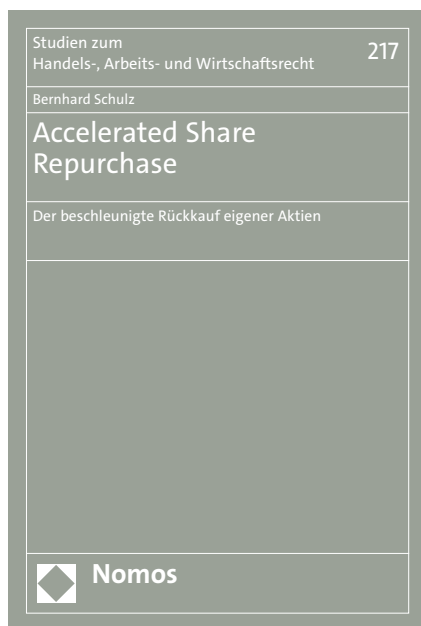 Studien zum
Handels-, Arbeits- und Wirtschaftsrecht
217
Bernhard Schulz
Accelerated Share
Repurchase
Der beschleunigte Rückkauf eigener Aktien
Nomos